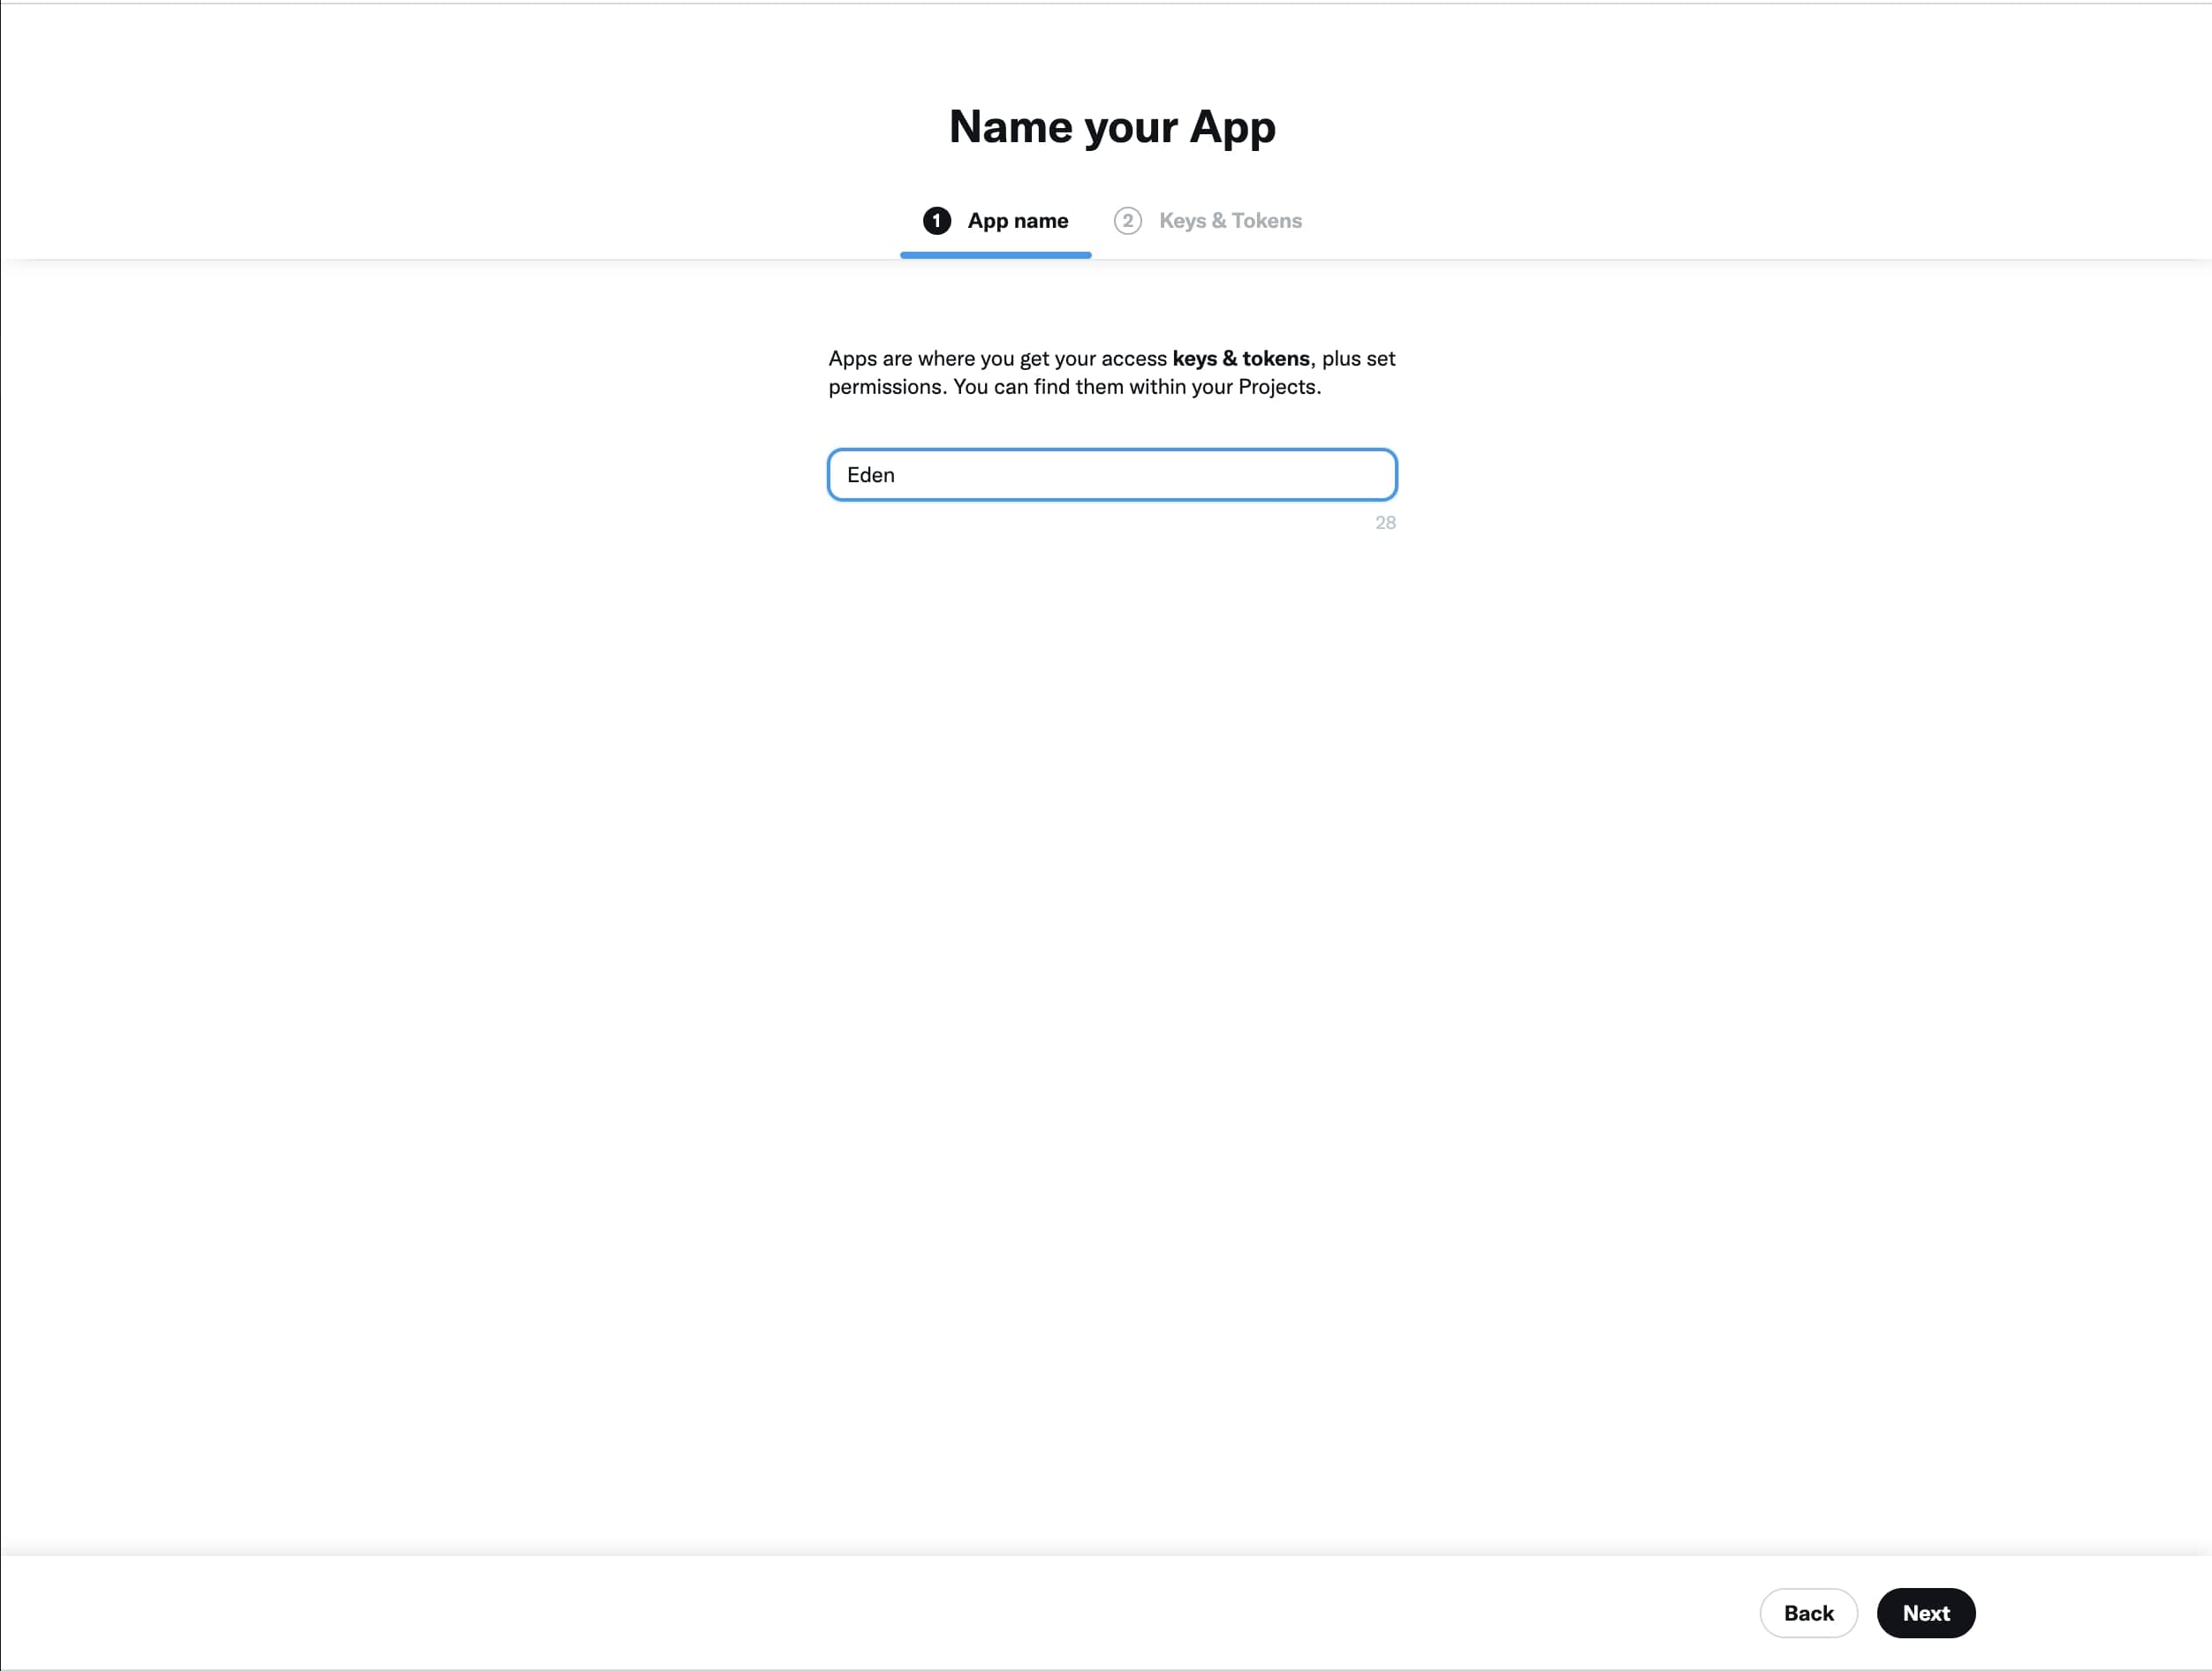 Name your App
1 App name 2 Keys & Tokens
Apps are where you get your access keys & tokens, plus set
permissions. You can find them within your Projects.
Eden
28
Back Next